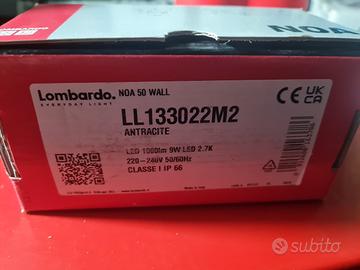 NOA
Lombardo.
EVERYDAY LIGHT
NOA 50 WALL
LL133022M2
ANTRACITE
LED 1000lm 9W LED 2.7K
220-240V 50/60Hz
CLASSE I IP 66
CE
UK
CA
subito